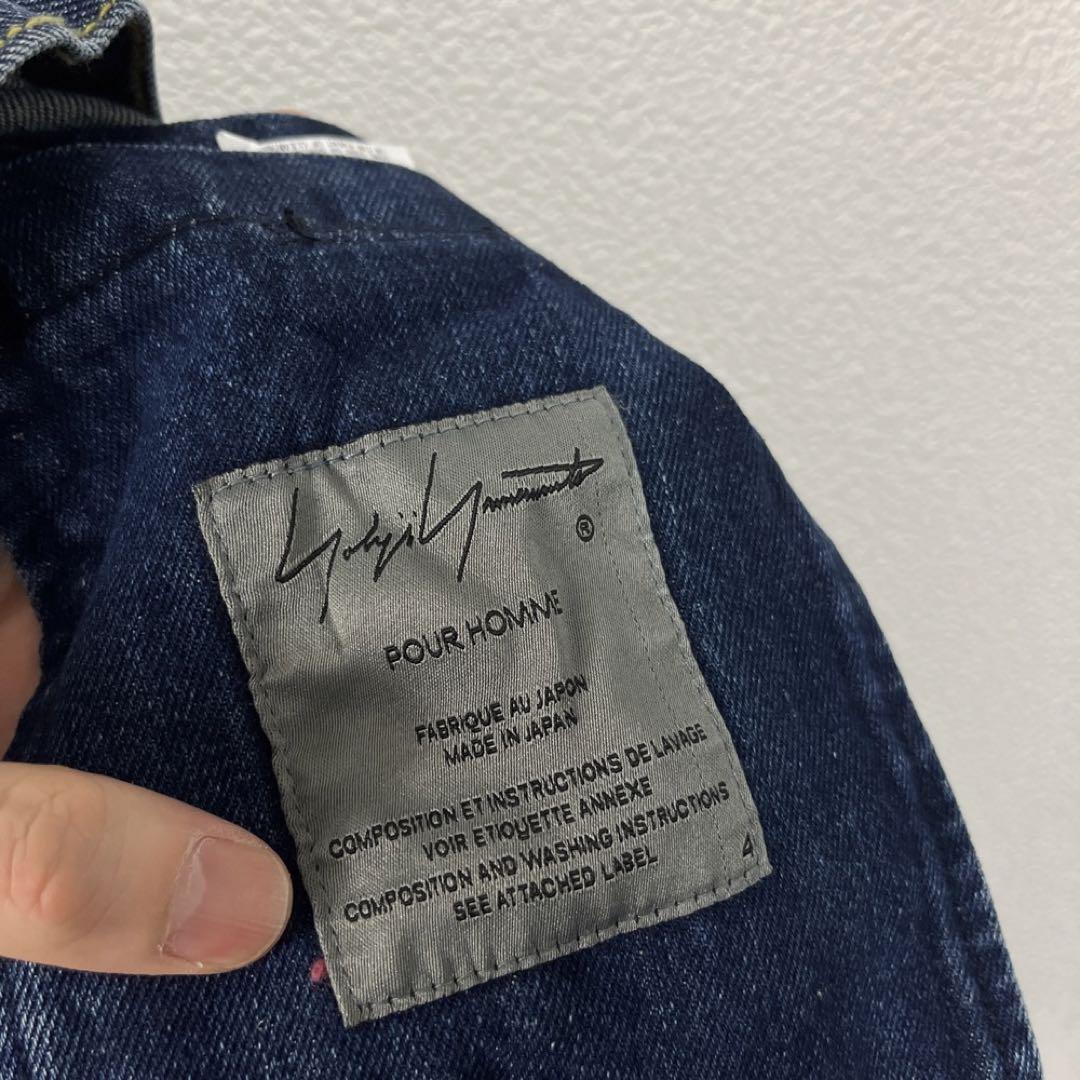 Yohji Yamamoto
®
POUR HOMME
FABRIQUE AU JAPON
MADE IN JAPAN
COMPOSITION ET INSTRUCTIONS DE LAVAGE
VOIR ETIQUETTE ANNEXE
COMPOSITION AND WASHING INSTRUCTIONS
SEE ATTACHED LABEL
4